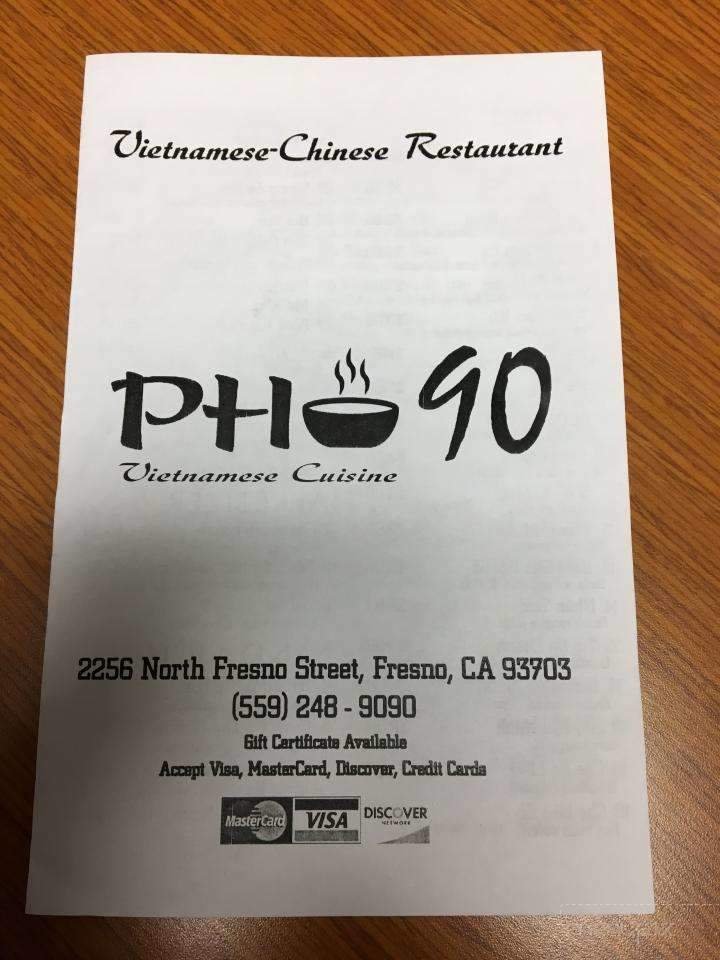 Vietnamese-Chinese Restaurant
PHO 90
Vietnamese Cuisine
2256 North Fresno Street, Fresno, CA 93703
(559) 248 - 9090
Gift Certificate Available
Accept Visa, MasterCard, Discover, Credit Cards
MasterCard VISA DISCOVER
NETWORK